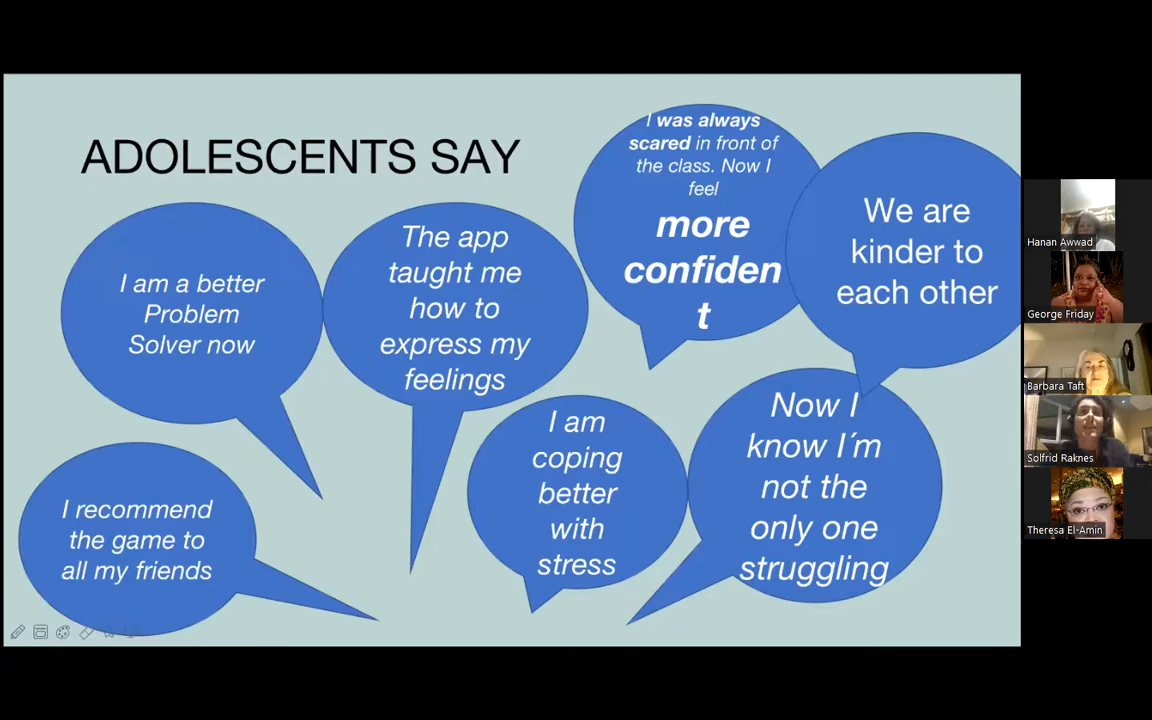 ADOLESCENTS SAY
I am a better
Problem
Solver now
The app
taught me
how to
express my
feelings
I was always
scared in front of
the class. Now I
feel
more
confiden
t
We are
kinder to
each other
I recommend
the game to
all my friends
I am
coping
better
with
stress
Now I
know I´m
not the
only one
struggling
Hanan Awwad
George Friday
Barbara Taft
Solfrid Raknes
Theresa El-Amin